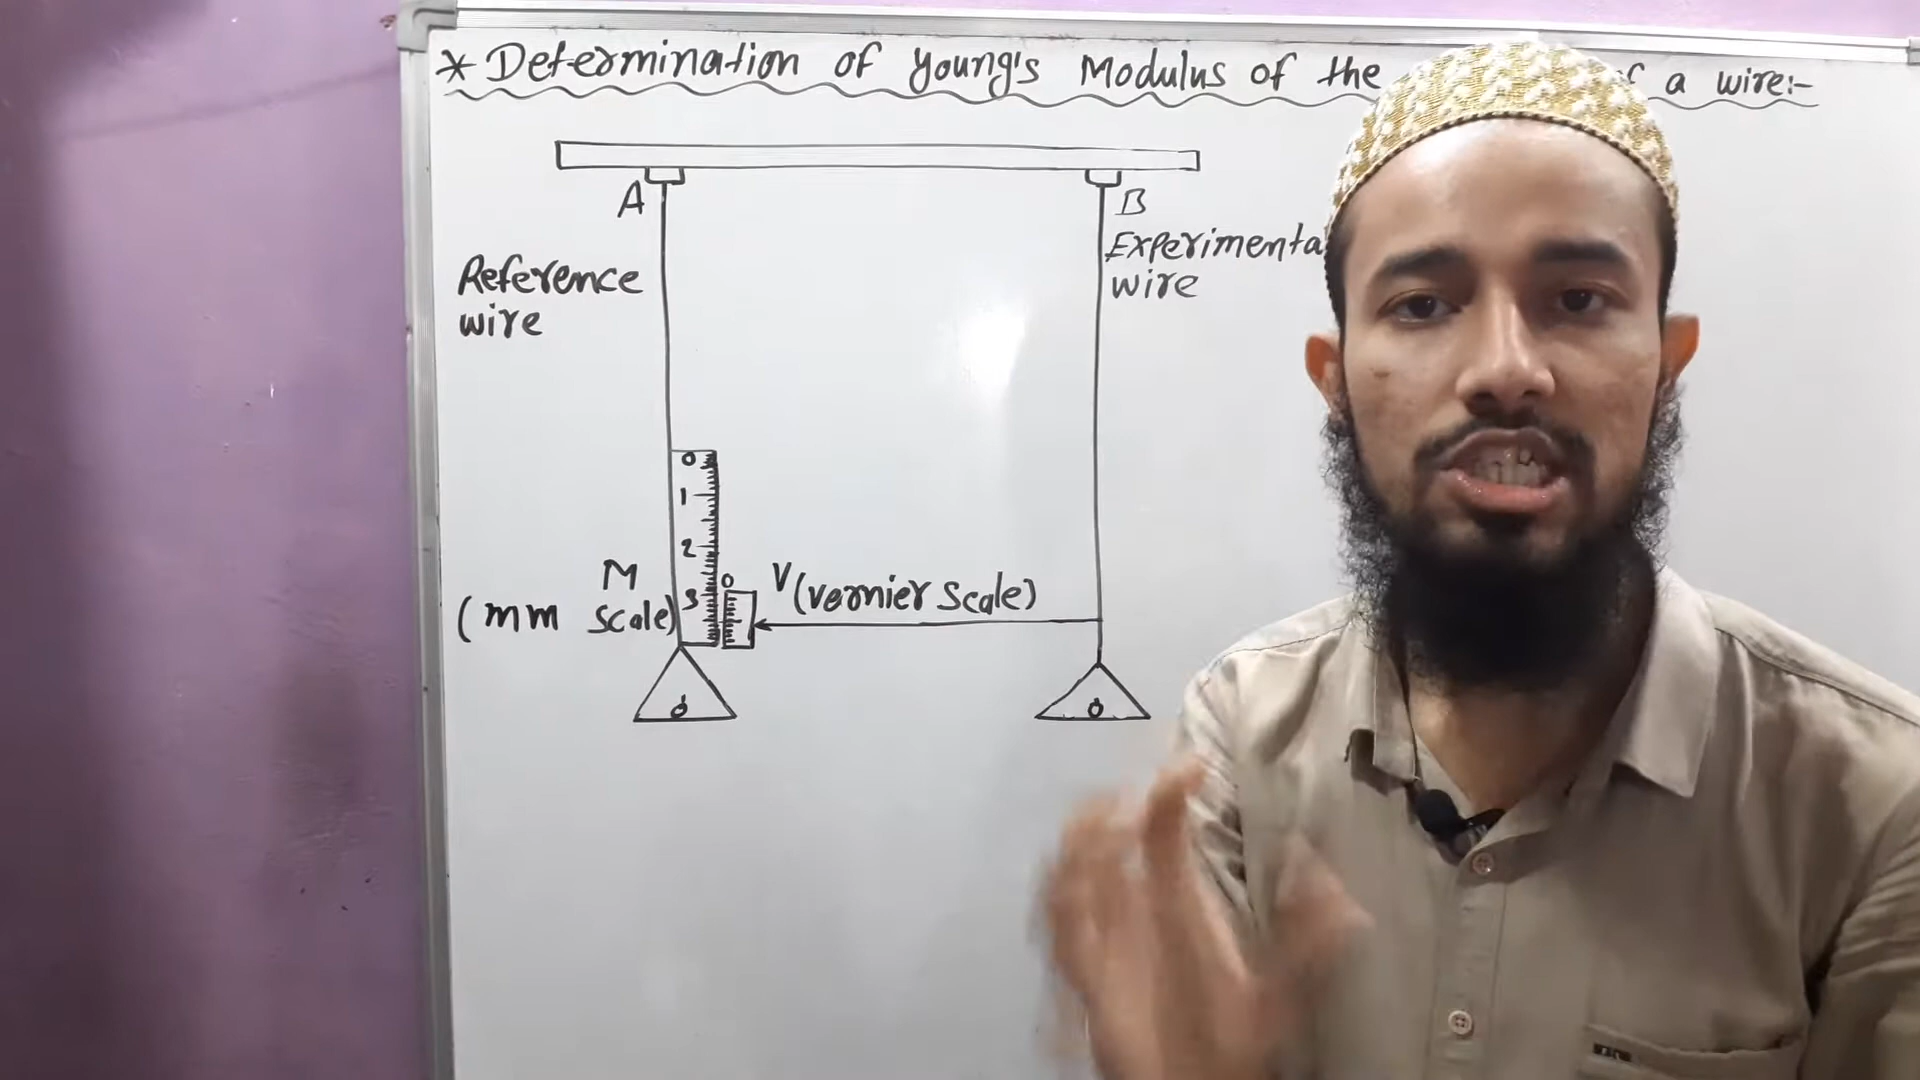 * Determination of Young's Modulus of the a wire:-
A
B
Reference
wire
Experimenta
wire
0
1
2
3
M
(mm Scale)
0
V (vernier Scale)